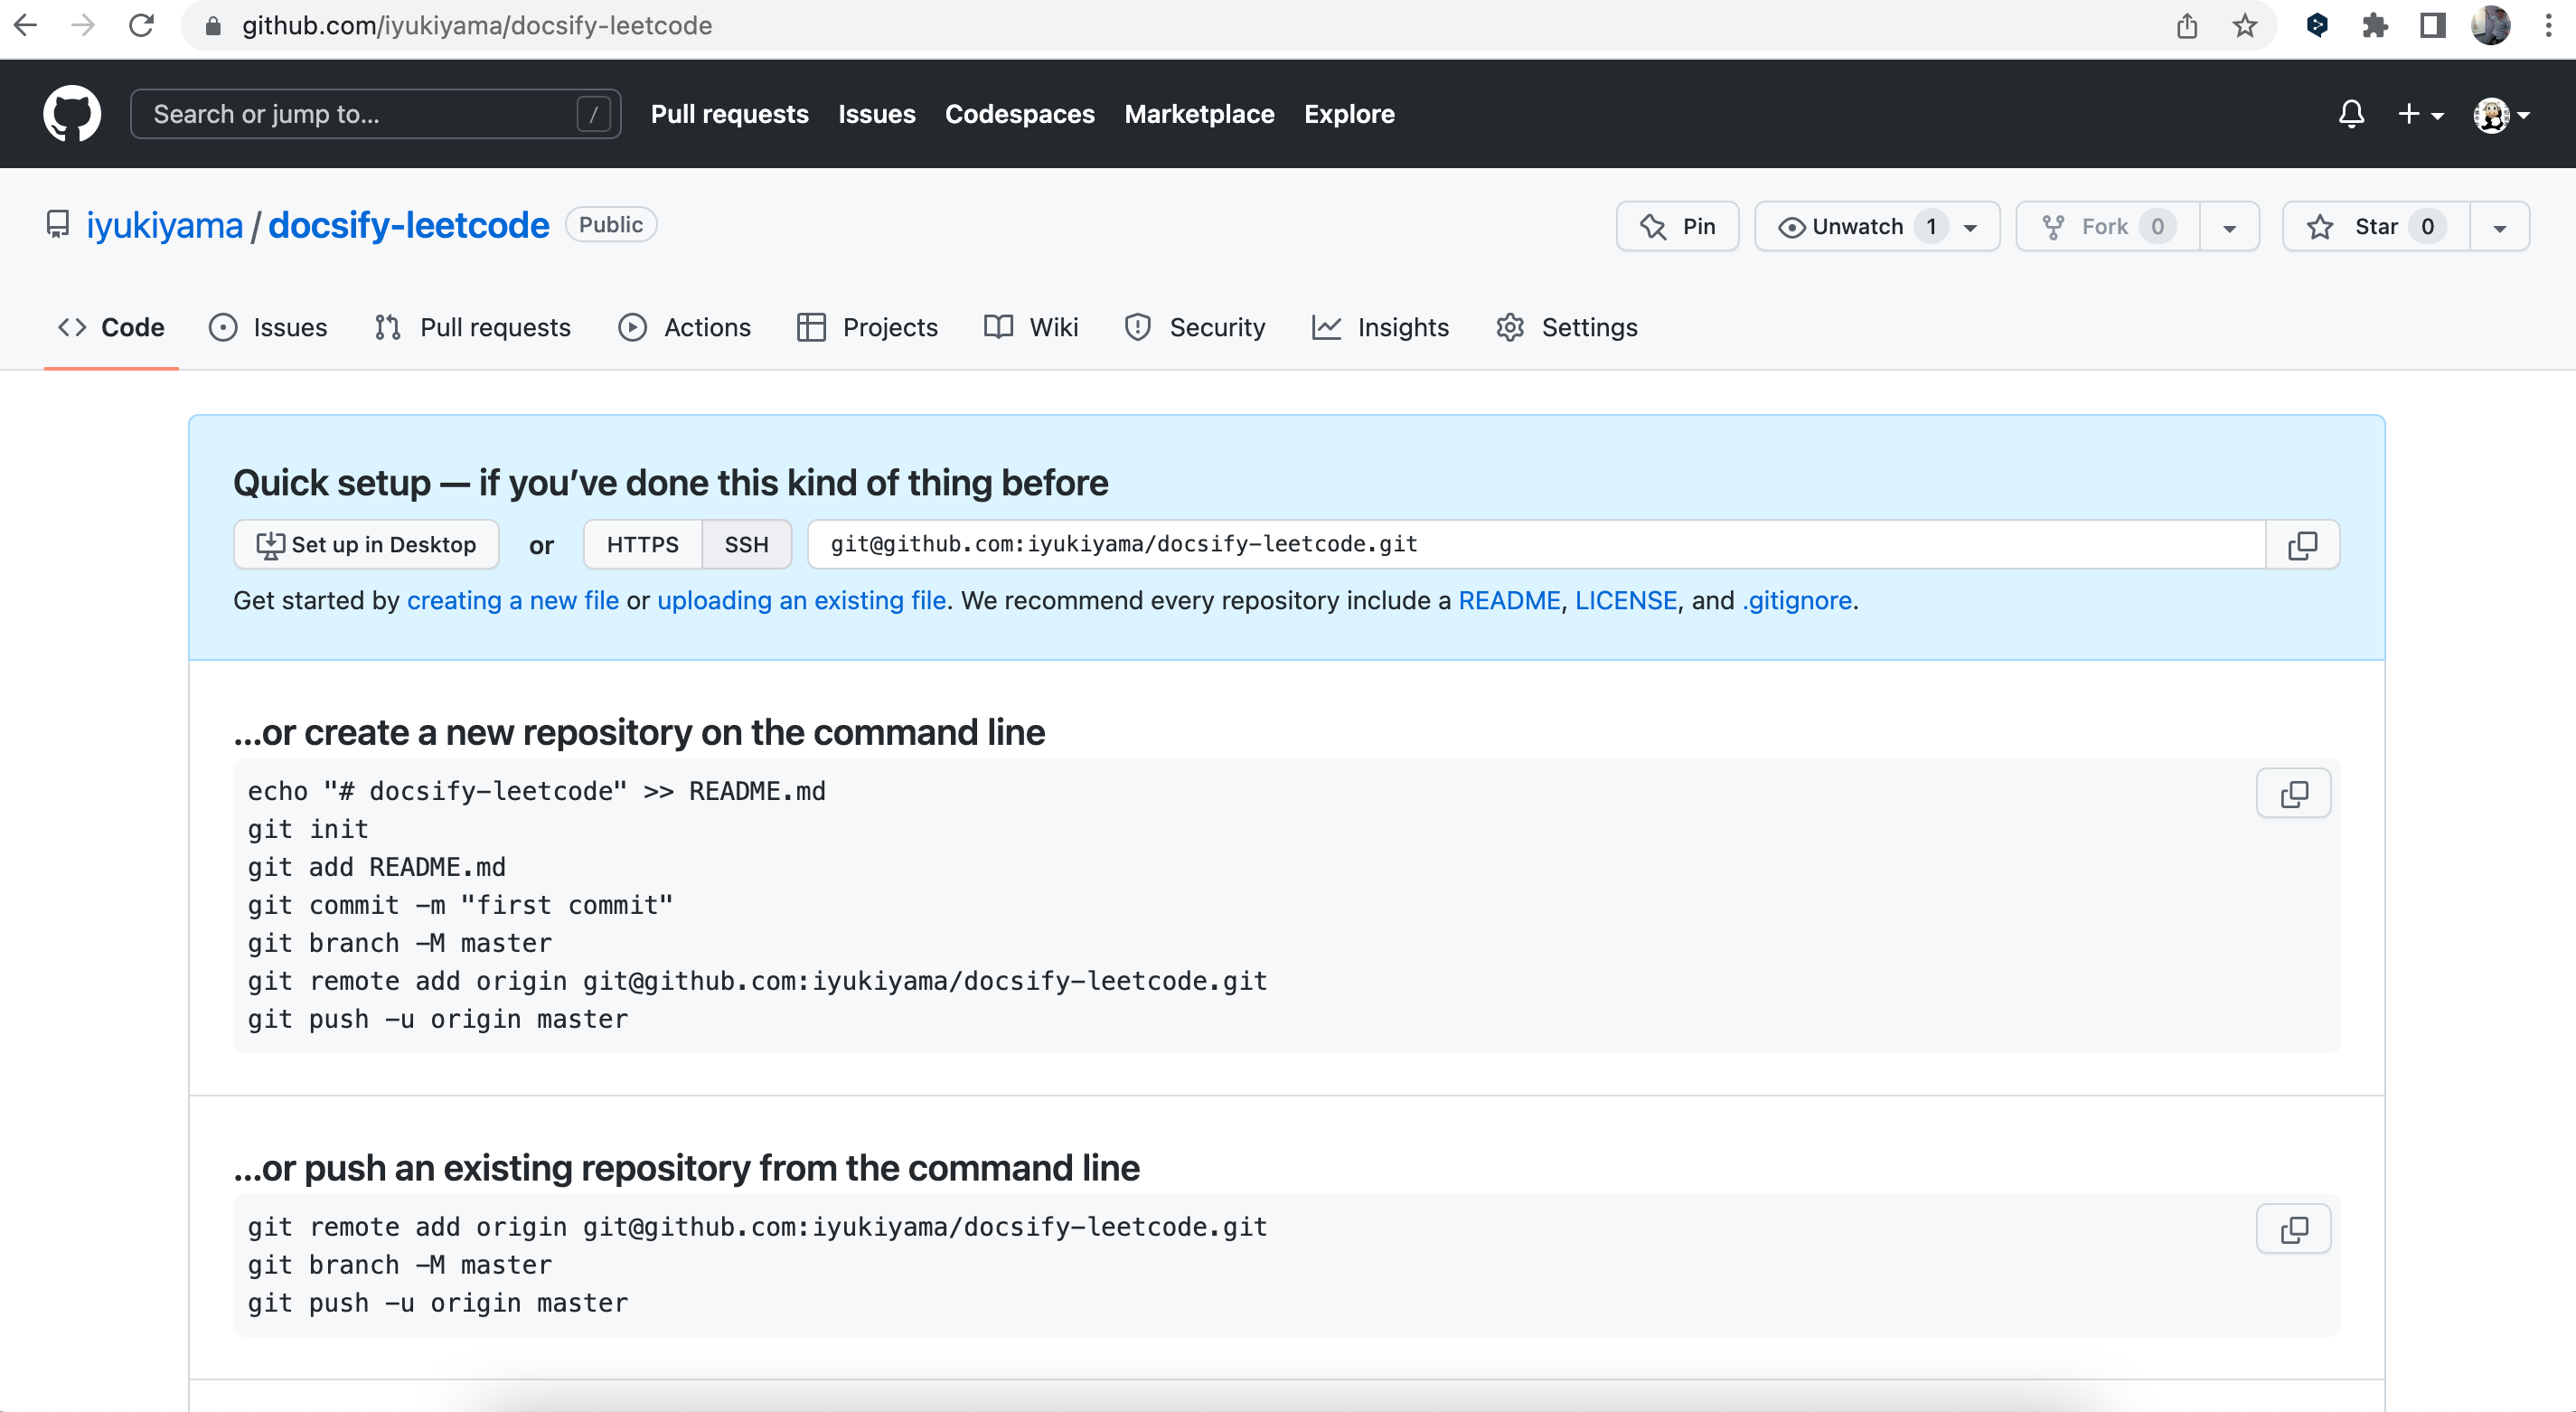 github.com/iyukiyama/docsify-leetcode
Search or jump to... /
Pull requests Issues Codespaces Marketplace Explore
iyukiyama / docsify-leetcode Public
Pin Unwatch 1 Fork 0 Star 0
Code Issues Pull requests Actions Projects Wiki Security Insights Settings
Quick setup — if you’ve done this kind of thing before
Set up in Desktop or HTTPS SSH git@github.com:iyukiyama/docsify-leetcode.git
Get started by creating a new file or uploading an existing file. We recommend every repository include a README, LICENSE, and .gitignore.
...or create a new repository on the command line
echo "# docsify-leetcode" >> README.md
git init
git add README.md
git commit -m "first commit"
git branch -M master
git remote add origin git@github.com:iyukiyama/docsify-leetcode.git
git push -u origin master
...or push an existing repository from the command line
git remote add origin git@github.com:iyukiyama/docsify-leetcode.git
git branch -M master
git push -u origin master